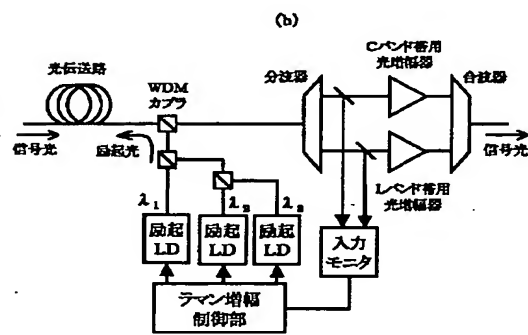 (b)
光伝送路
WDM
カプラ
分波器
Cバンド帯用
光増幅器
合波器
信号光
励起光
信号光
Lバンド帯用
光増幅器
λ1
λ2
λ3
励起
LD
励起
LD
励起
LD
入力
モニタ
ラマン増幅
制御部